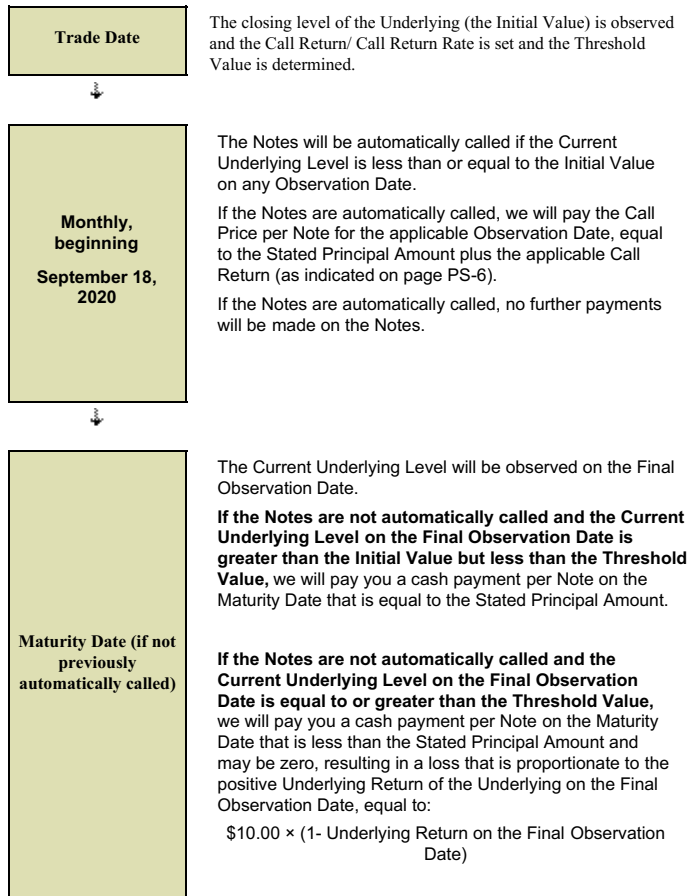 Trade Date
The closing level of the Underlying (the Initial Value) is observed
and the Call Return/ Call Return Rate is set and the Threshold
Value is determined.
Monthly,
beginning
September 18,
2020
The Notes will be automatically called if the Current
Underlying Level is less than or equal to the Initial Value
on any Observation Date.
If the Notes are automatically called, we will pay the Call
Price per Note for the applicable Observation Date, equal
to the Stated Principal Amount plus the applicable Call
Return (as indicated on page PS-6).
If the Notes are automatically called, no further payments
will be made on the Notes.
Maturity Date (if not
previously
automatically called)
The Current Underlying Level will be observed on the Final
Observation Date.
If the Notes are not automatically called and the Current
Underlying Level on the Final Observation Date is
greater than the Initial Value but less than the Threshold
Value, we will pay you a cash payment per Note on the
Maturity Date that is equal to the Stated Principal Amount.
If the Notes are not automatically called and the
Current Underlying Level on the Final Observation
Date is equal to or greater than the Threshold Value,
we will pay you a cash payment per Note on the Maturity
Date that is less than the Stated Principal Amount and
may be zero, resulting in a loss that is proportionate to the
positive Underlying Return of the Underlying on the Final
Observation Date, equal to:
$10.00 × (1- Underlying Return on the Final Observation
Date)